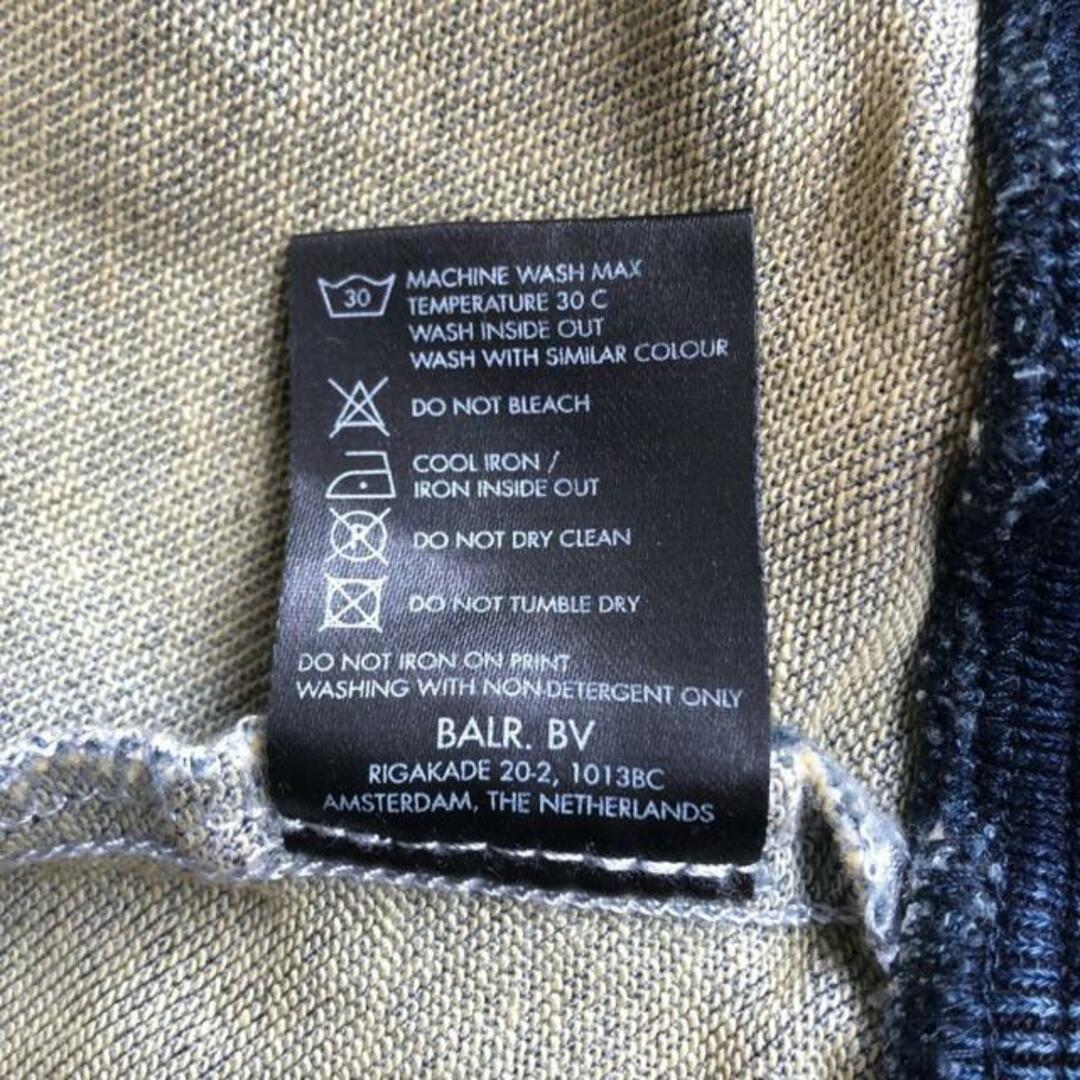 30 MACHINE WASH MAX
TEMPERATURE 30 C
WASH INSIDE OUT
WASH WITH SIMILAR COLOUR
DO NOT BLEACH
COOL IRON /
IRON INSIDE OUT
DO NOT DRY CLEAN
DO NOT TUMBLE DRY
DO NOT IRON ON PRINT
WASHING WITH NON DETERGENT ONLY
BALR. BV
RIGAKADE 20-2, 1013BC
AMSTERDAM, THE NETHERLANDS